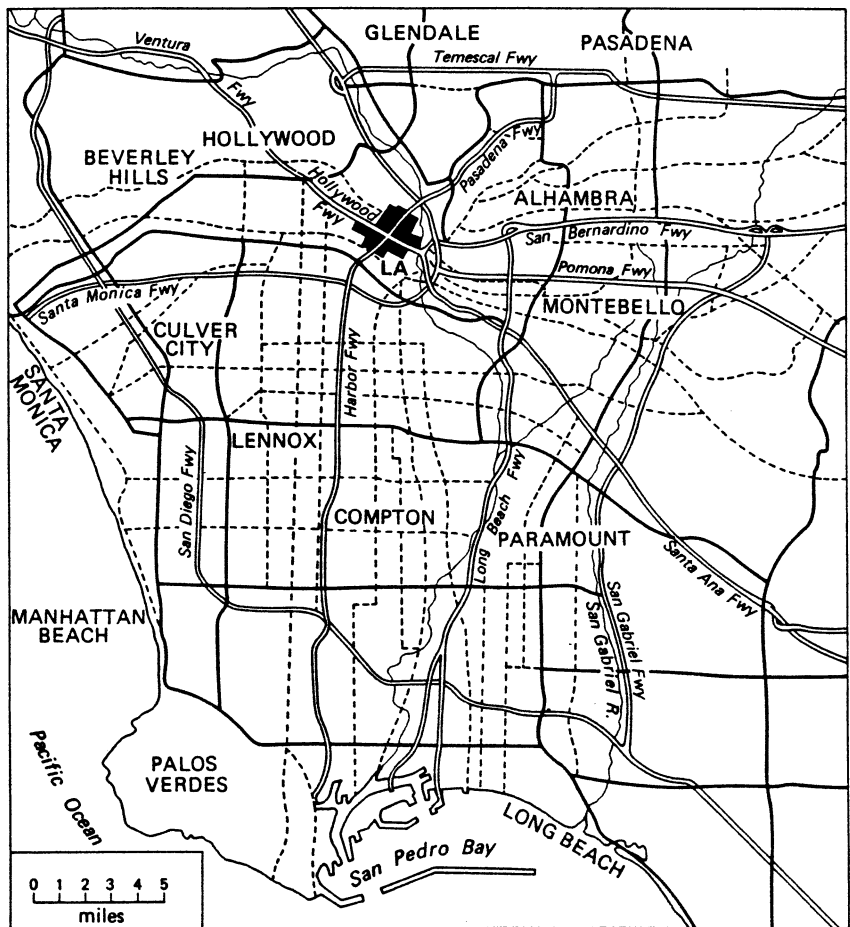 GLENDALE
Ventura
Fwy
Temescal Fwy
PASADENA
HOLLYWOOD
BEVERLEY
HILLS
Hollywood
Fwy
Pasadena Fwy
ALHAMBRA
San Bernardino Fwy
LA
Pomona Fwy
Santa Monica Fwy
MONTEBELLO
CULVER
CITY
Harbor Fwy
SANTA
MONICA
LENNOX
San Diego Fwy
COMPTON
Long Beach Fwy
PARAMOUNT
Santa Ana Fwy
San Gabriel Fwy
San Gabriel R.
MANHATTAN
BEACH
PALOS
VERDES
Pacific Ocean
LONG BEACH
San Pedro Bay
0 1 2 3 4 5
miles